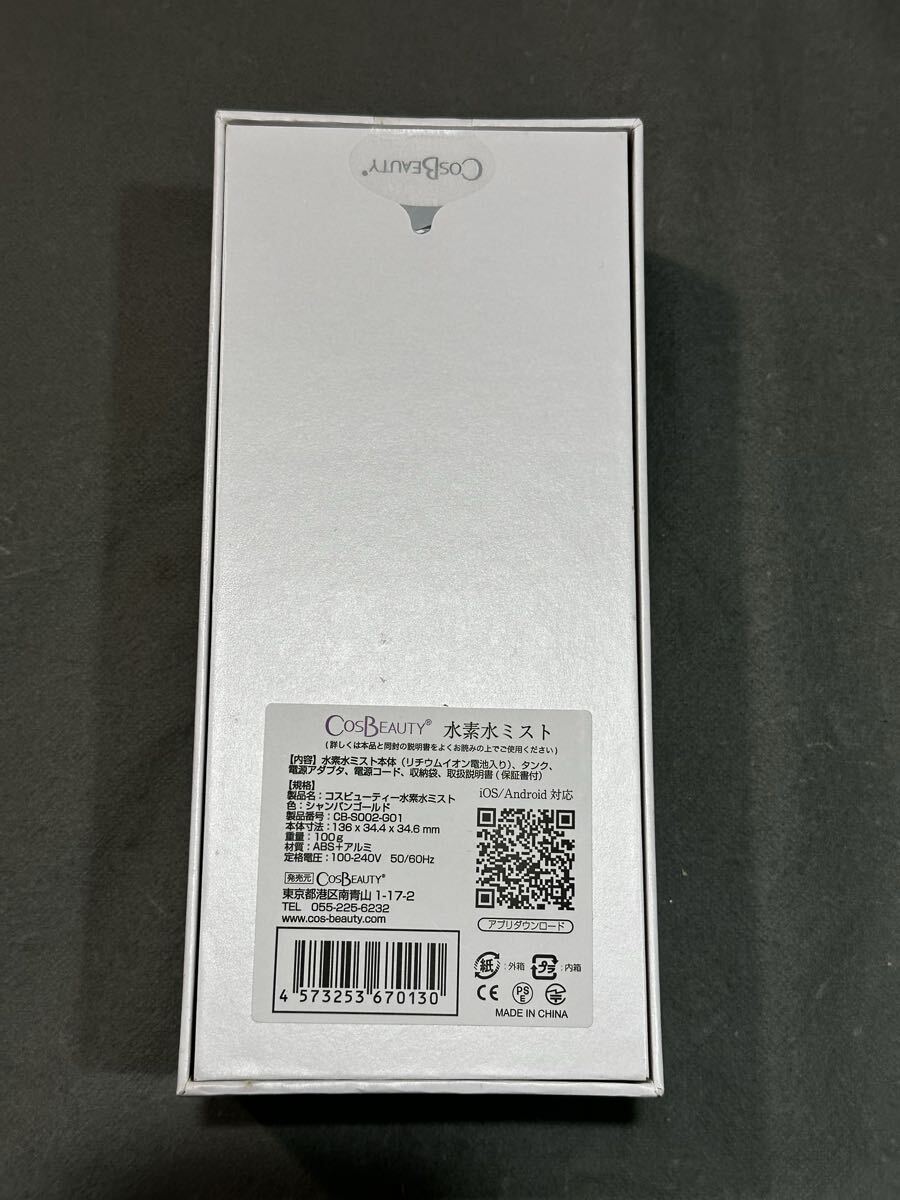 COSBEAUTY®
COSBEAUTY® 水素水ミスト
(詳しくは本品と同封の説明書をよくお読みの上でご使用ください)
【内容】水素水ミスト本体（リチウムイオン電池入り）、タンク、
電源アダプタ、電源コード、収納袋、取扱説明書(保証書付)
【規格】
製品名：コスビューティー水素水ミスト
色：シャンパンゴールド
製品番号：CB-S002-G01
本体寸法：136 x 34.4 x 34.6 mm
重量：100g
材質：ABS＋アルミ
定格電圧：100-240V 50/60Hz
発売元 COSBEAUTY®
東京都港区南青山 1-17-2
TEL 055-225-6232
www.cos-beauty.com
4 573253 670130
iOS/Android 対応
アプリダウンロード
紙：外箱 プラ：内箱
CE PSE
MADE IN CHINA